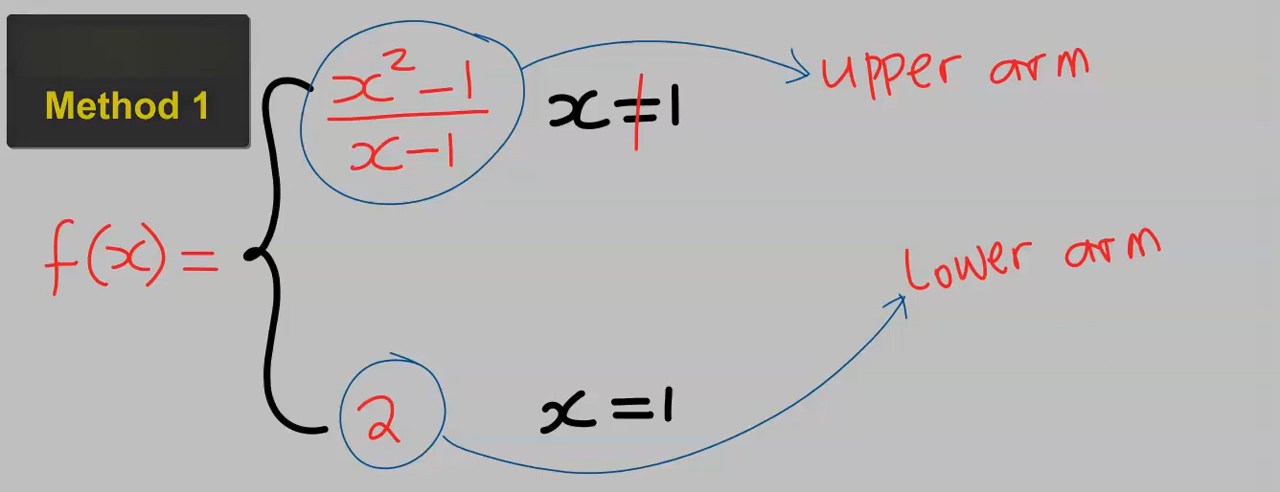 Method 1
x² - 1
x - 1
x ≠ 1
upper arm
f(x) =
lower arm
2
x = 1